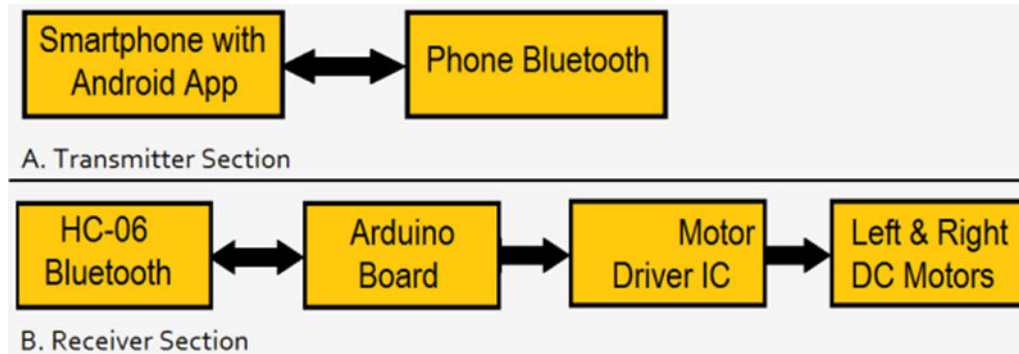 Smartphone with
Android App
Phone Bluetooth
A. Transmitter Section
HC-06
Bluetooth
Arduino
Board
Motor
Driver IC
Left & Right
DC Motors
B. Receiver Section